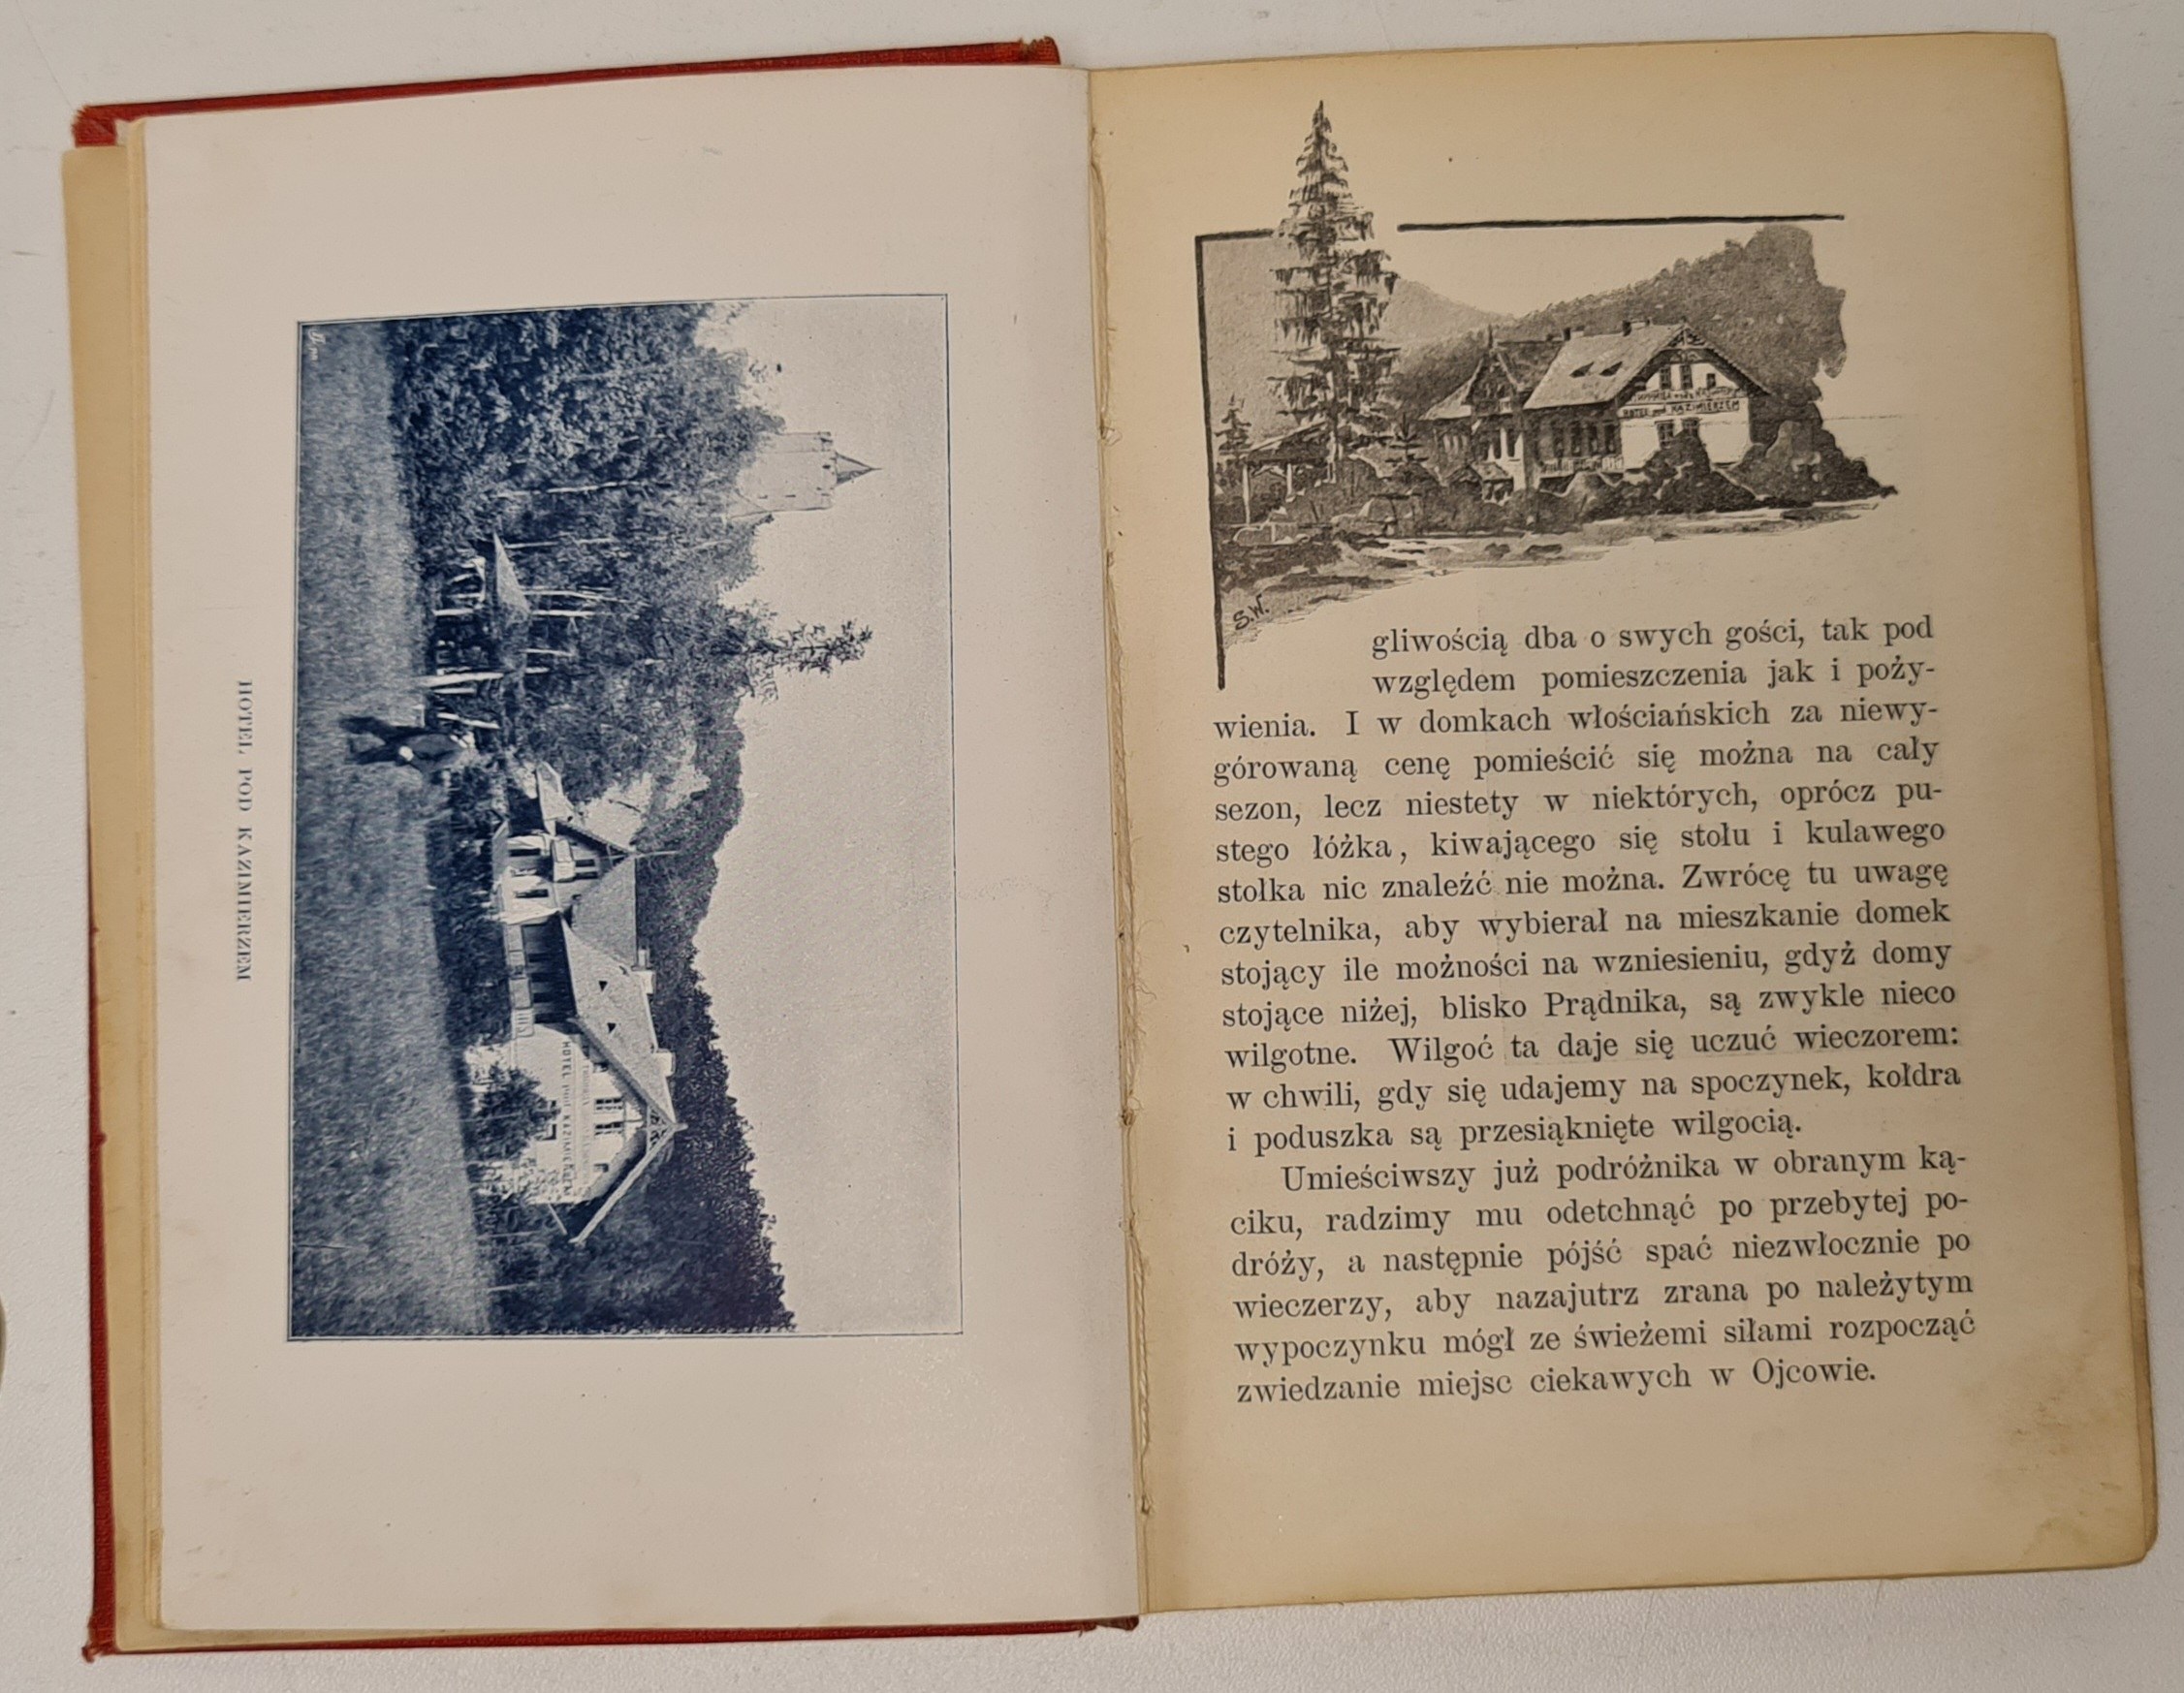 HOTEL POD KAZIMIERZEM
HOTEL pod KAZIMIERZEM
HOTEL pod KAZIMIERZEM
S.W.
gliwością dba o swych gości, tak pod
względem pomieszczenia jak i poży-
wienia. I w domkach włościańskich za niewy-
górowaną cenę pomieścić się można na cały
sezon, lecz niestety w niektórych, oprócz pu-
stego łóżka, kiwającego się stołu i kulawego
stołka nic znaleźć nie można. Zwrócę tu uwagę
czytelnika, aby wybierał na mieszkanie domek
stojący ile możności na wzniesieniu, gdyż domy
stojące niżej, blisko Prądnika, są zwykle nieco
wilgotne. Wilgoć ta daje się uczuć wieczorem:
w chwili, gdy się udajemy na spoczynek, kołdra
i poduszka są przesiąknięte wilgocią.
Umieściwszy już podróżnika w obranym ką-
ciku, radzimy mu odetchnąć po przebytej po-
dróży, a następnie pójść spać niezwłocznie po
wieczerzy, aby nazajutrz zrana po należytym
wypoczynku mógł ze świeżemi siłami rozpocząć
zwiedzanie miejsc ciekawych w Ojcowie.